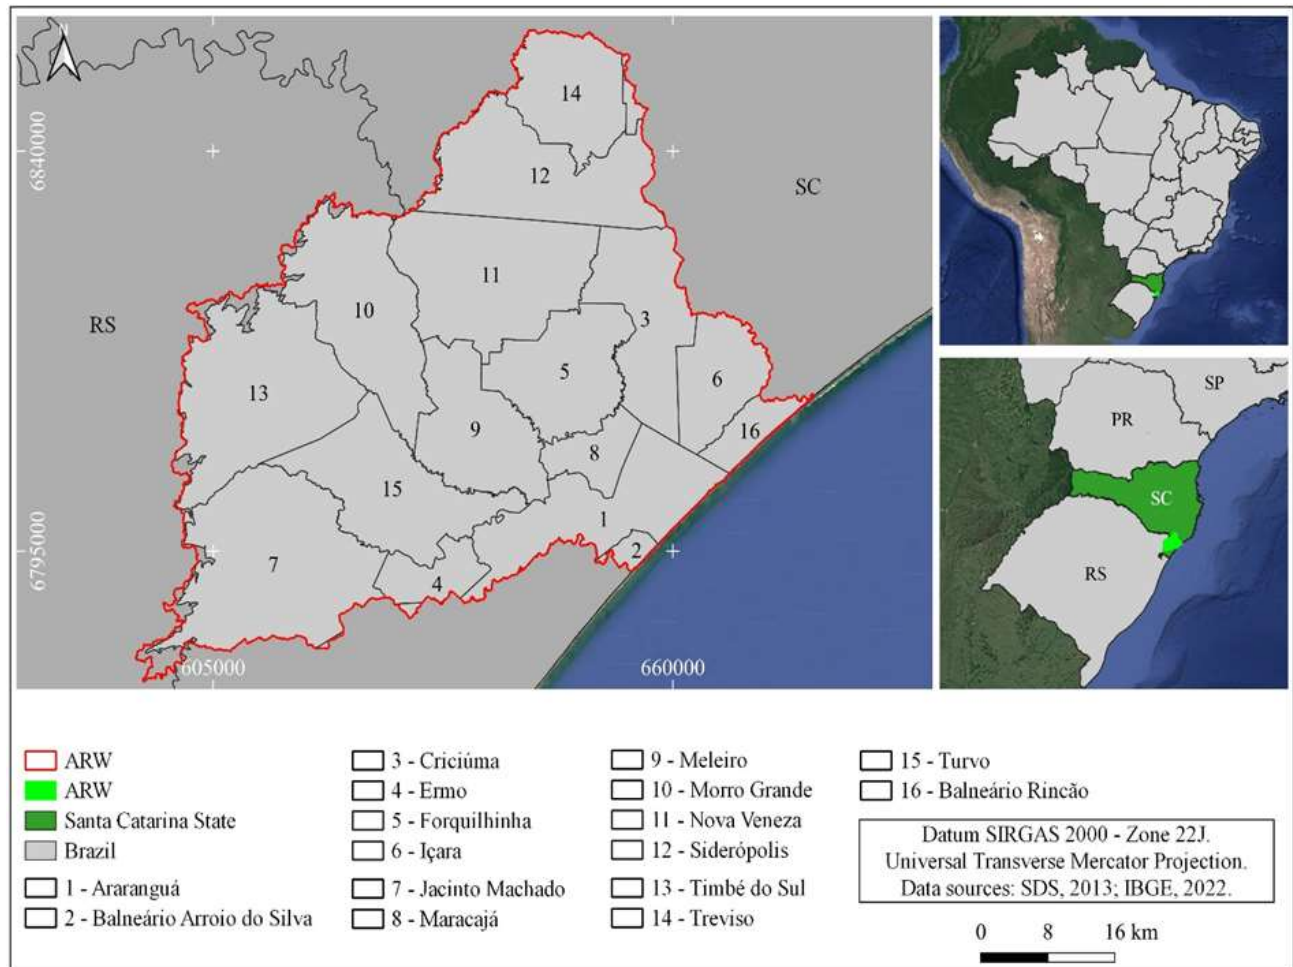 N
14
6840000
12
SC
11
10
3
RS
5
6
13
9
16
8
15
1
6795000
2
7
4
605000
660000
SP
PR
SC
RS
ARW
ARW
Santa Catarina State
Brazil
1 - Araranguá
2 - Balneário Arroio do Silva
3 - Criciúma
4 - Ermo
5 - Forquilhinha
6 - Içara
7 - Jacinto Machado
8 - Maracajá
9 - Meleiro
10 - Morro Grande
11 - Nova Veneza
12 - Siderópolis
13 - Timbé do Sul
14 - Treviso
15 - Turvo
16 - Balneário Rincão
Datum SIRGAS 2000 - Zone 22J.
Universal Transverse Mercator Projection.
Data sources: SDS, 2013; IBGE, 2022.
0 8 16 km